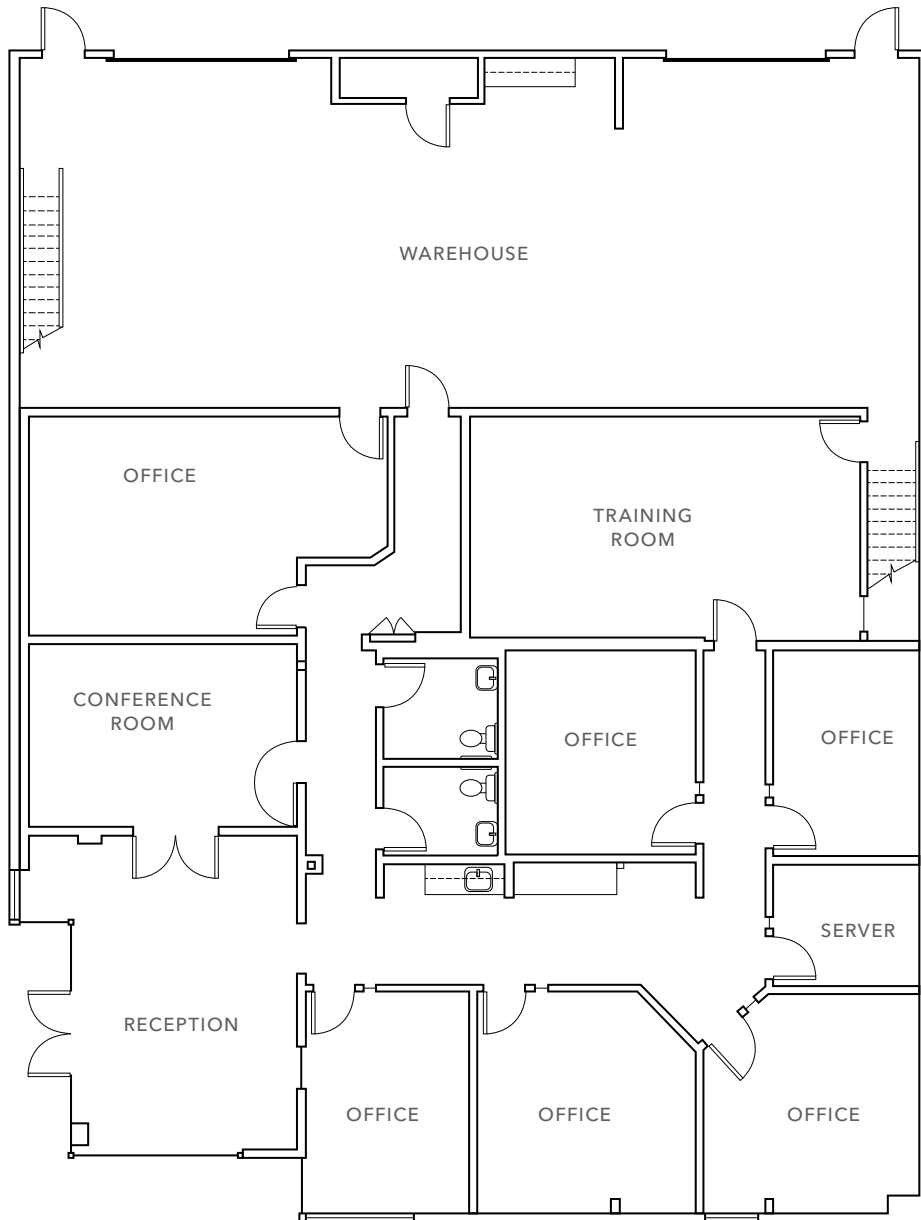 WAREHOUSE
OFFICE
TRAINING
ROOM
CONFERENCE
ROOM
OFFICE
OFFICE
SERVER
RECEPTION
OFFICE
OFFICE
OFFICE